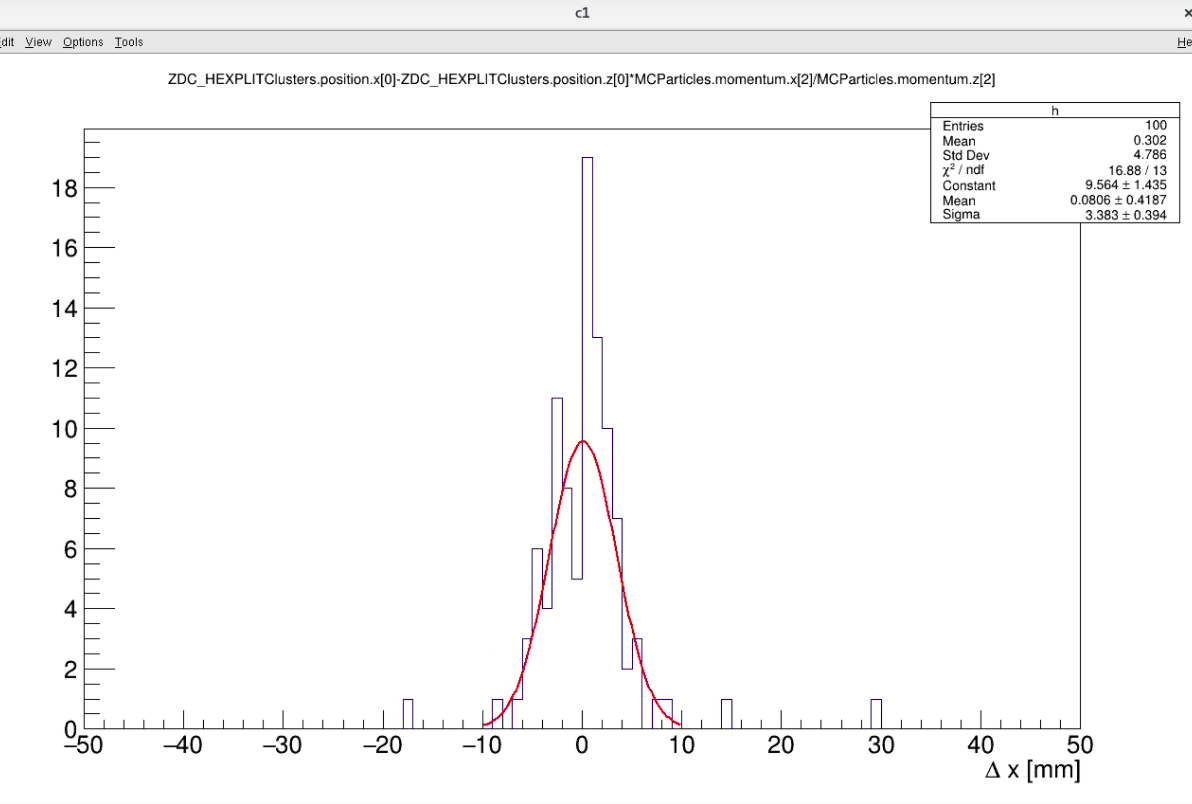 c1
×
dit View Options Tools
He
ZDC_HEXPLITClusters.position.x[0]-ZDC_HEXPLITClusters.position.z[0]*MCParticles.momentum.x[2]/MCParticles.momentum.z[2]
h
Entries 100
Mean 0.302
Std Dev 4.786
χ² / ndf 16.88 / 13
Constant 9.564 ± 1.435
Mean 0.0806 ± 0.4187
Sigma 3.383 ± 0.394
18
16
14
12
10
8
6
4
2
0
−50 −40 −30 −20 −10 0 10 20 30 40 50
Δ x [mm]